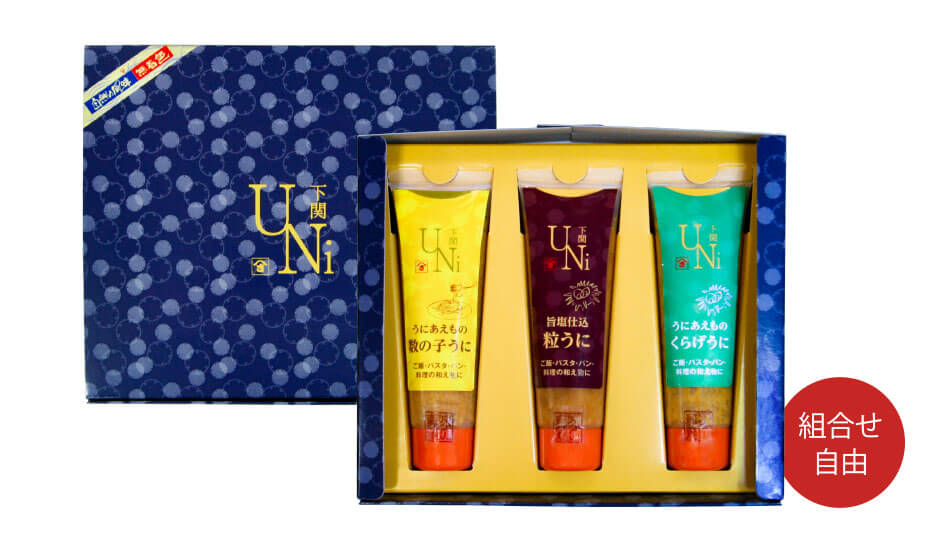 下関
UNi
下関
UNi
うにあえもの
数の子うに
ご飯・パスタ・パン・
料理の和え物に
下関
UNi
旨塩仕込
粒うに
ご飯・パスタ・パン・
料理の和え物に
下関
UNi
うにあえもの
くらげうに
ご飯・パスタ・パン・
料理の和え物に
組合せ
自由